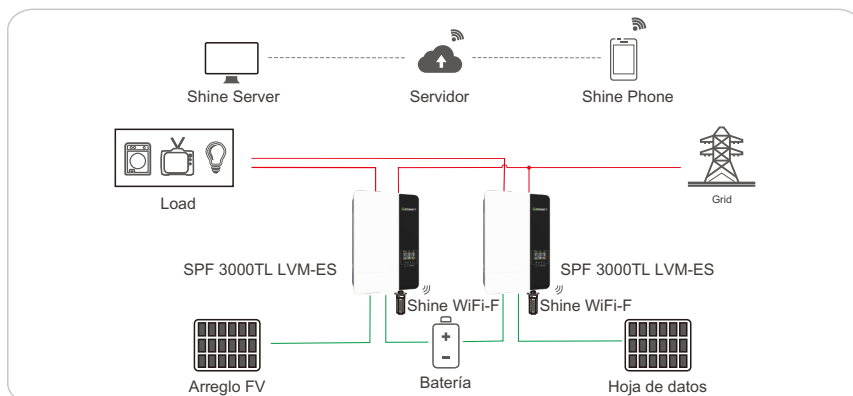 Shine Server
Servidor
Shine Phone
Load
Grid
SPF 3000TL LVM-ES
SPF 3000TL LVM-ES
Shine WiFi-F
Shine WiFi-F
Arreglo FV
Batería
Hoja de datos